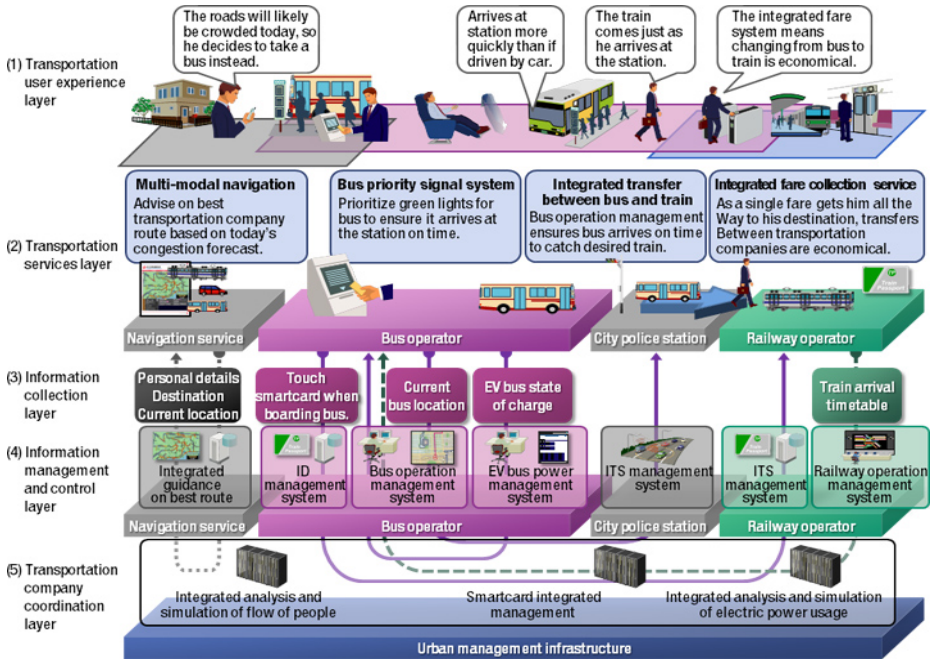 The roads will likely
be crowded today, so
he decides to take a
bus instead.
Arrives at
station more
quickly than if
driven by car.
The train
comes just as
he arrives at
the station.
The integrated fare
system means
changing from bus to
train is economical.
(1) Transportation
user experience
layer
Multi-modal navigation
Advise on best
transportation company
route based on today's
congestion forecast.
Bus priority signal system
Prioritize green lights for
bus to ensure it arrives at
the station on time.
Integrated transfer
between bus and train
Bus operation management
ensures bus arrives on time
to catch desired train.
Integrated fare collection service
As a single fare gets him all the
Way to his destination, transfers
Between transportation
companies are economical.
(2) Transportation
services layer
Navigation service
Bus operator
City police station
Railway operator
(3) Information
collection
layer
Personal details
Destination
Current location
Touch
smartcard when
boarding bus.
Current
bus location
EV bus state
of charge
Train arrival
timetable
(4) Information
management
and control
layer
Integrated
guidance
on best route
ID
management
system
Bus operation
management
system
EV bus power
management
system
ITS management
system
ITS
management
system
Railway operation
management
system
Navigation service
Bus operator
City police station
Railway operator
(5) Transportation
company
coordination
layer
Integrated analysis and
simulation of flow of people
Smartcard integrated
management
Integrated analysis and simulation
of electric power usage
Urban management infrastructure